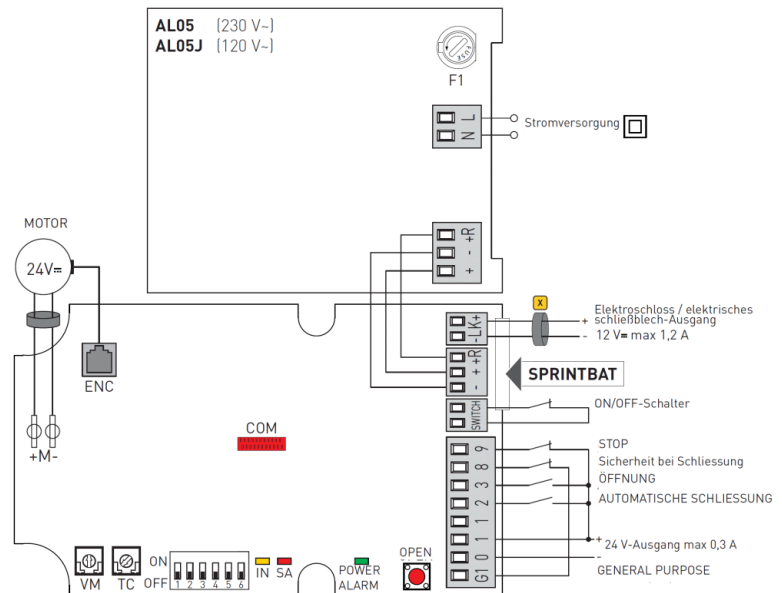 AL05 (230 V~)
AL05J (120 V~)
FUSE
F1
L
N
Stromversorgung
+R
-
+
MOTOR
24V
ENC
+M-
COM
X
+LK-
Elektroschloss / elektrisches
+ schließblech-Ausgang
- 12 V max 1,2 A
+R
+
-
SPRINTBAT
SWITCH
ON/OFF-Schalter
9
STOP
8
Sicherheit bei Schliessung
3
ÖFFNUNG
2
AUTOMATISCHE SCHLIESSUNG
1
1
+ 24 V-Ausgang max 0,3 A
0
-
G1
GENERAL PURPOSE
VM
TC
ON
OFF
1 2 3 4 5 6
IN
SA
POWER
ALARM
OPEN